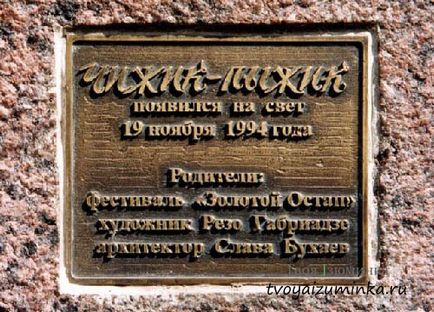 ЧИЖИК-ПЫЖИК
появился на свет
19 ноября 1994 года
Родители:
фестиваль «Золотой Остап»
художник Резо Габриадзе
архитектор Слава Бухаев
tvoyaizuminka.ru